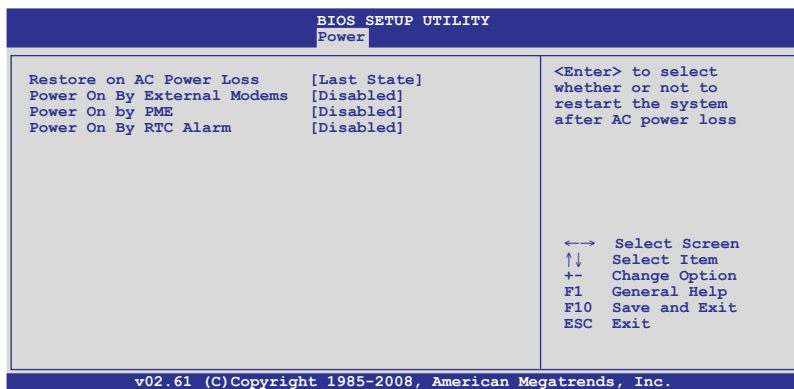 BIOS SETUP UTILITY
Power
Restore on AC Power Loss [Last State]
Power On By External Modems [Disabled]
Power On by PME [Disabled]
Power On By RTC Alarm [Disabled]
<Enter> to select
whether or not to
restart the system
after AC power loss
←→ Select Screen
↑↓ Select Item
+- Change Option
F1 General Help
F10 Save and Exit
ESC Exit
v02.61 (C)Copyright 1985-2008, American Megatrends, Inc.